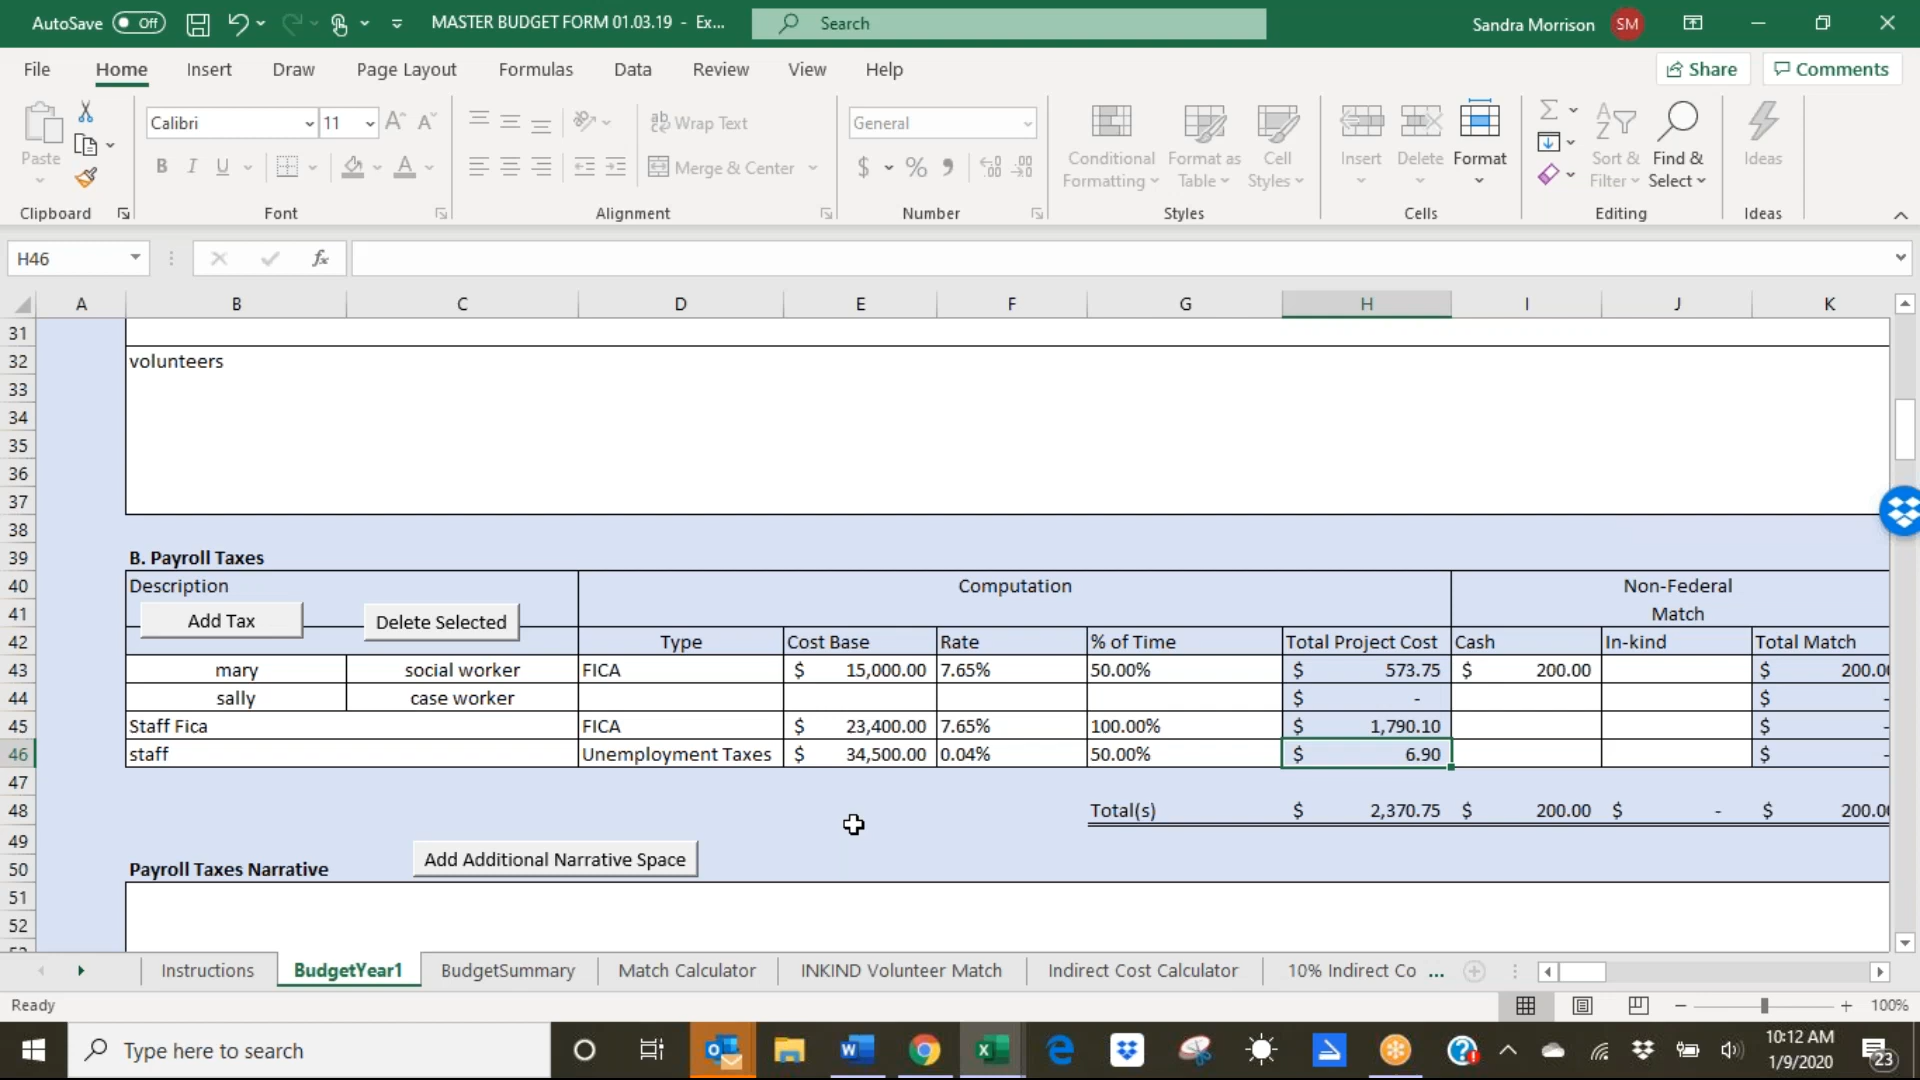 AutoSave Off MASTER BUDGET FORM 01.03.19 - Ex... Search Sandra Morrison SM
File Home Insert Draw Page Layout Formulas Data Review View Help Share Comments
Paste Calibri 11 A A ab Wrap Text General
B I U A Merge & Center $ % 9
Conditional Formatting Format as Table Cell Styles Insert Delete Format Sort & Filter Find & Select Ideas
Clipboard Font Alignment Number Styles Cells Editing Ideas
H46 fx
A B C D E F G H I J K
31
32 volunteers
33
34
35
36
37
38
39 B. Payroll Taxes
40 Description Computation Non-Federal
41 Add Tax Delete Selected Match
42 Type Cost Base Rate % of Time Total Project Cost Cash In-kind Total Match
43 mary social worker FICA $ 15,000.00 7.65% 50.00% $ 573.75 $ 200.00 $ 200.00
44 sally case worker $ - $ -
45 Staff Fica FICA $ 23,400.00 7.65% 100.00% $ 1,790.10 $ -
46 staff Unemployment Taxes $ 34,500.00 0.04% 50.00% $ 6.90 $ -
47
48 Total(s) $ 2,370.75 $ 200.00 $ - $ 200.00
49
50 Payroll Taxes Narrative Add Additional Narrative Space
51
52
Instructions BudgetYear1 BudgetSummary Match Calculator INKIND Volunteer Match Indirect Cost Calculator 10% Indirect Co ...
Ready 100%
Type here to search 10:12 AM
1/9/2020 23